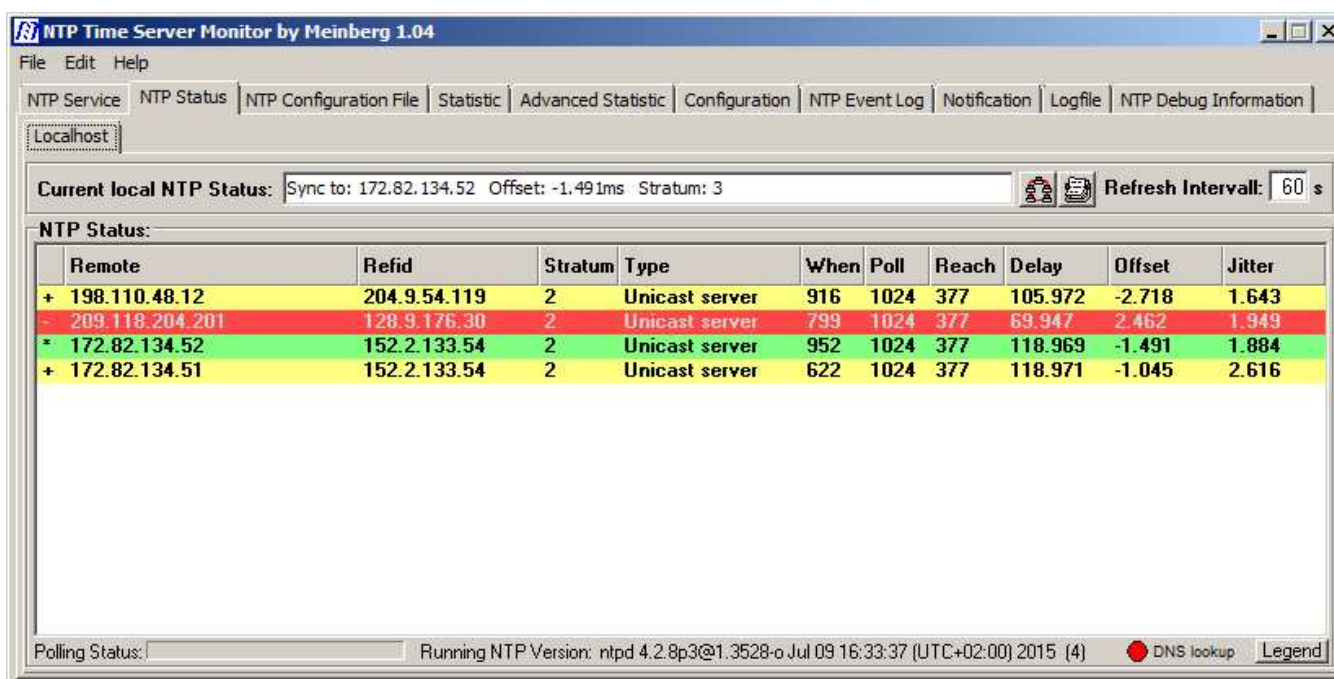 NTP Time Server Monitor by Meinberg 1.04
File Edit Help
NTP Service NTP Status NTP Configuration File Statistic Advanced Statistic Configuration NTP Event Log Notification Logfile NTP Debug Information
Localhost
Current local NTP Status: Sync to: 172.82.134.52 Offset: -1.491ms Stratum: 3 Refresh Intervall: 60 s
NTP Status:
Remote Refid Stratum Type When Poll Reach Delay Offset Jitter
+ 198.110.48.12 204.9.54.119 2 Unicast server 916 1024 377 105.972 -2.718 1.643
- 209.118.204.201 128.9.176.30 2 Unicast server 799 1024 377 69.947 2.462 1.949
* 172.82.134.52 152.2.133.54 2 Unicast server 952 1024 377 118.969 -1.491 1.884
+ 172.82.134.51 152.2.133.54 2 Unicast server 622 1024 377 118.971 -1.045 2.616
Polling Status: Running NTP Version: ntpd 4.2.8p3@1.3528-o Jul 09 16:33:37 (UTC+02:00) 2015 (4) DNS lookup Legend